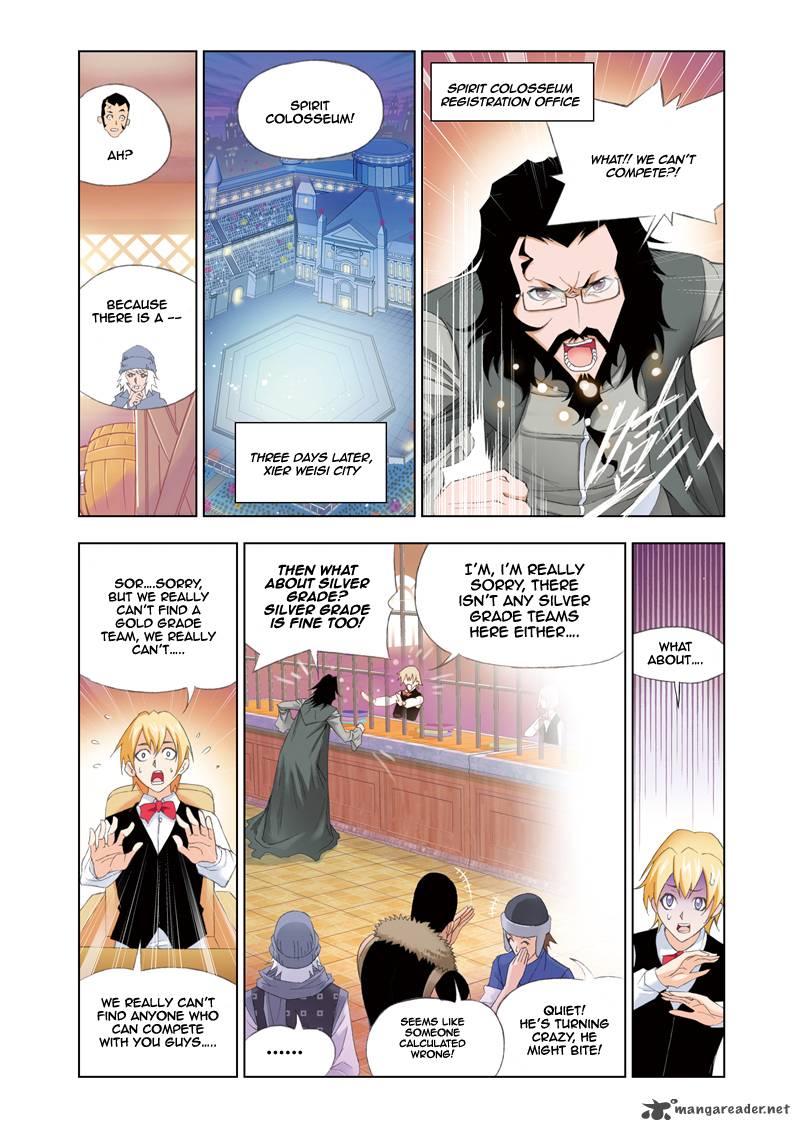 AH?
BECAUSE
THERE IS A --
SPIRIT
COLOSSEUM!
THREE DAYS LATER,
XIER WEISI CITY
SPIRIT COLOSSEUM
REGISTRATION OFFICE
WHAT!! WE CAN'T
COMPETE?!
SOR....SORRY,
BUT WE REALLY
CAN'T FIND A
GOLD GRADE
TEAM, WE REALLY
CAN'T.....
WE REALLY CAN'T
FIND ANYONE WHO
CAN COMPETE
WITH YOU GUYS.....
THEN WHAT
ABOUT SILVER
GRADE?
SILVER GRADE
IS FINE TOO!
I'M, I'M REALLY
SORRY, THERE
ISN'T ANY SILVER
GRADE TEAMS
HERE EITHER....
......
SEEMS LIKE
SOMEONE
CALCULATED
WRONG!
QUIET!
HE'S TURNING
CRAZY, HE
MIGHT BITE!
WHAT
ABOUT....
mangareader.net